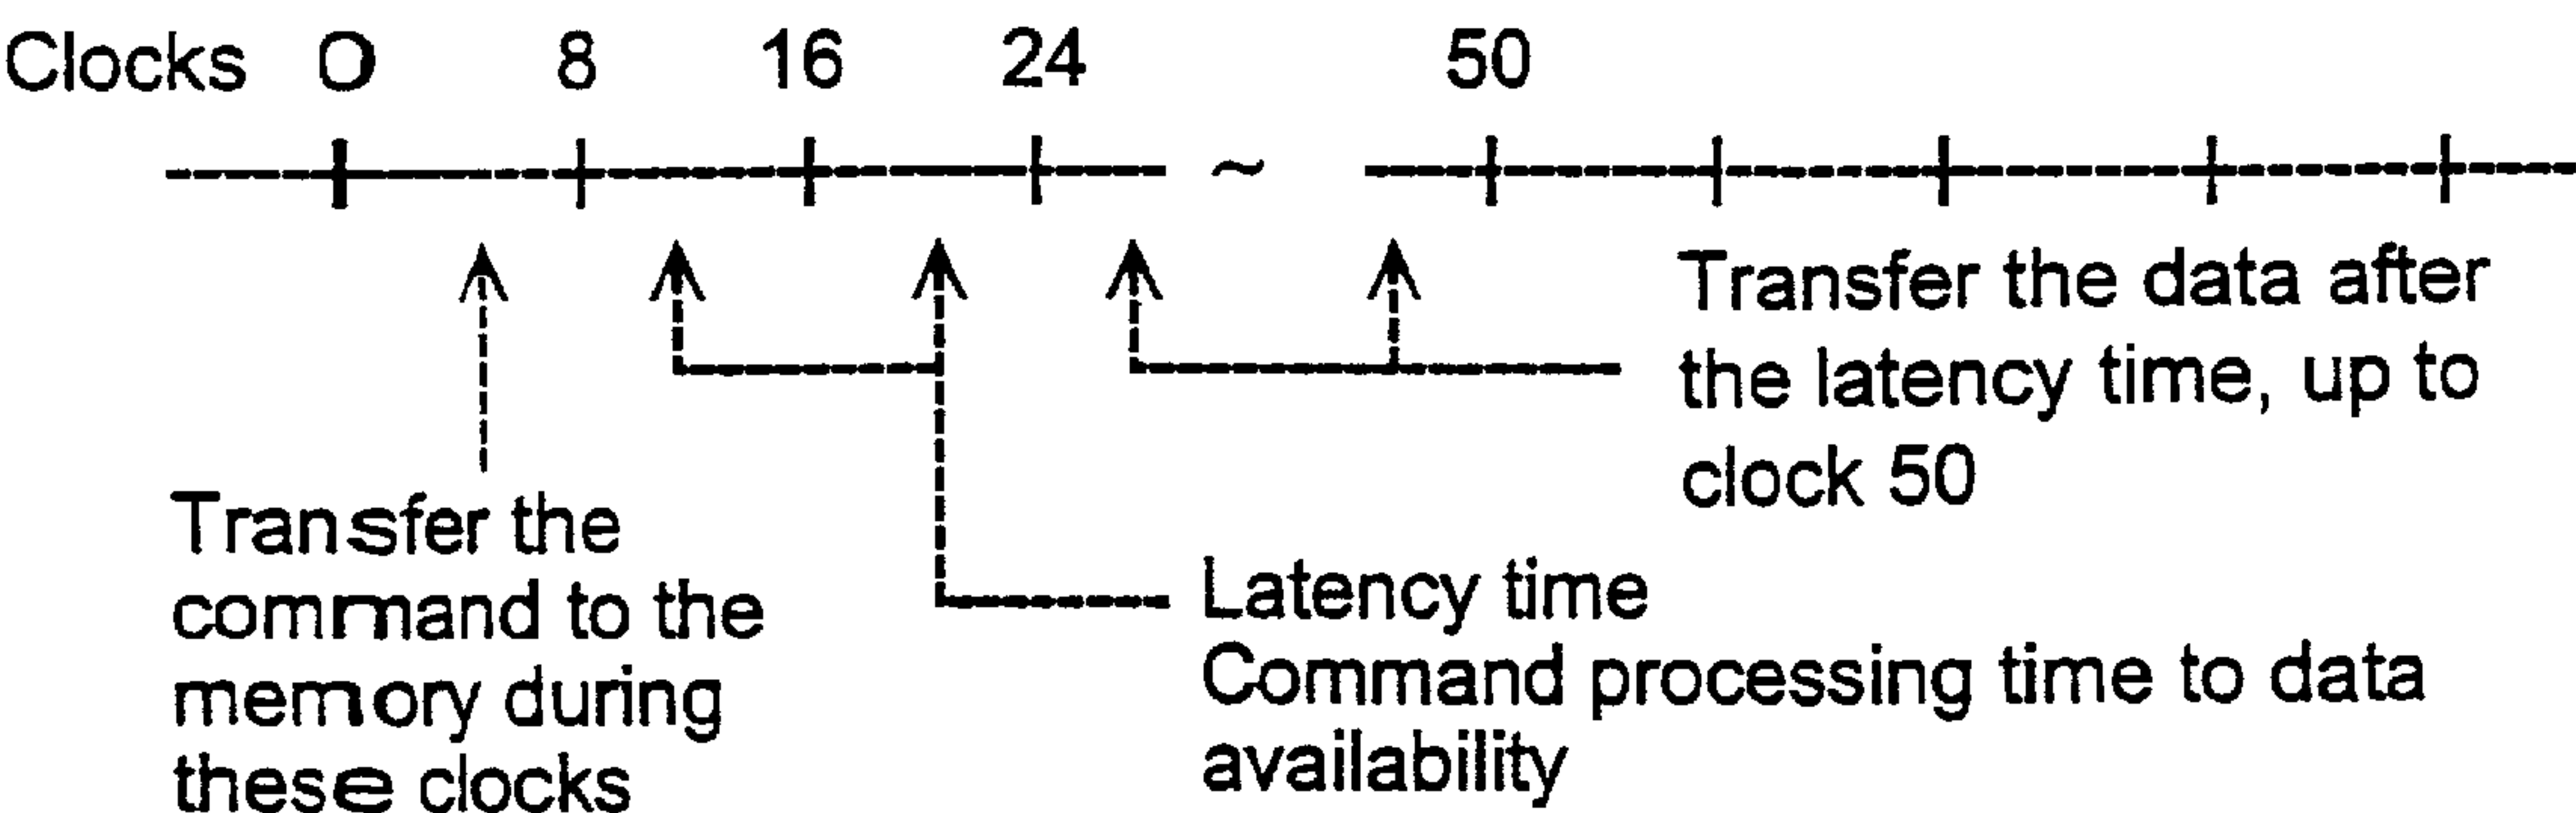 Clocks 0 8 16 24 50
~
Transfer the data after
the latency time, up to
clock 50
Transfer the
command to the
memory during
these clocks
Latency time
Command processing time to data
availability